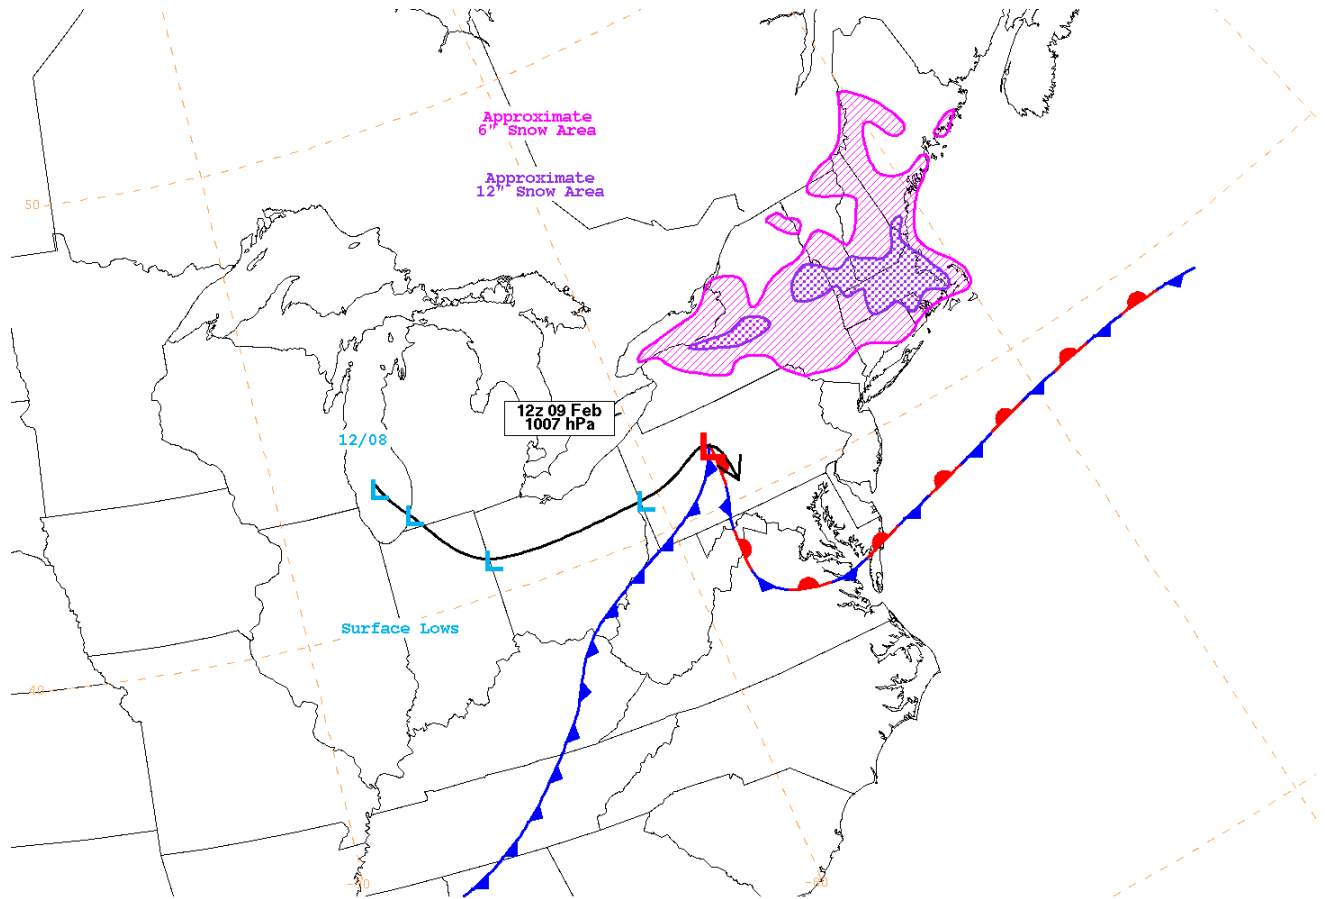 Approximate
6" Snow Area
Approximate
12" Snow Area
50
12z 09 Feb
1007 hPa
12/08
L
L
L
L
L
Surface Lows
40
-90
-80